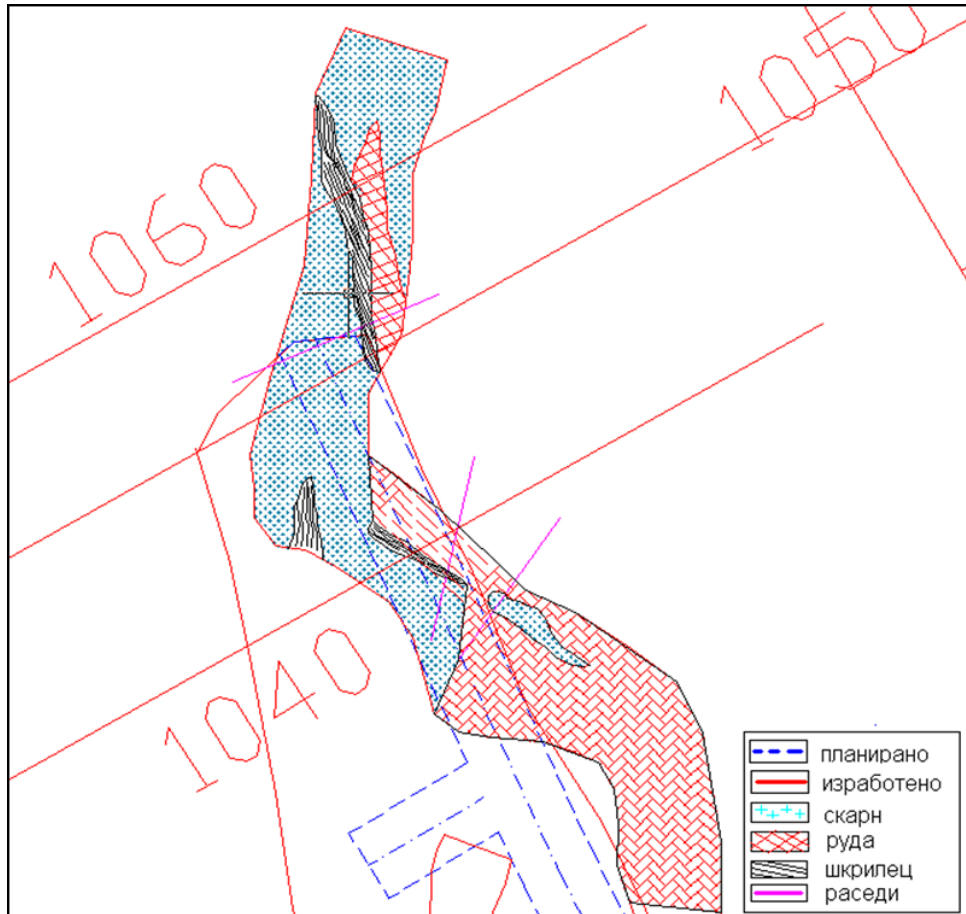 1050
1060
1040
планирано
изработено
скарн
руда
шкрилец
раседи